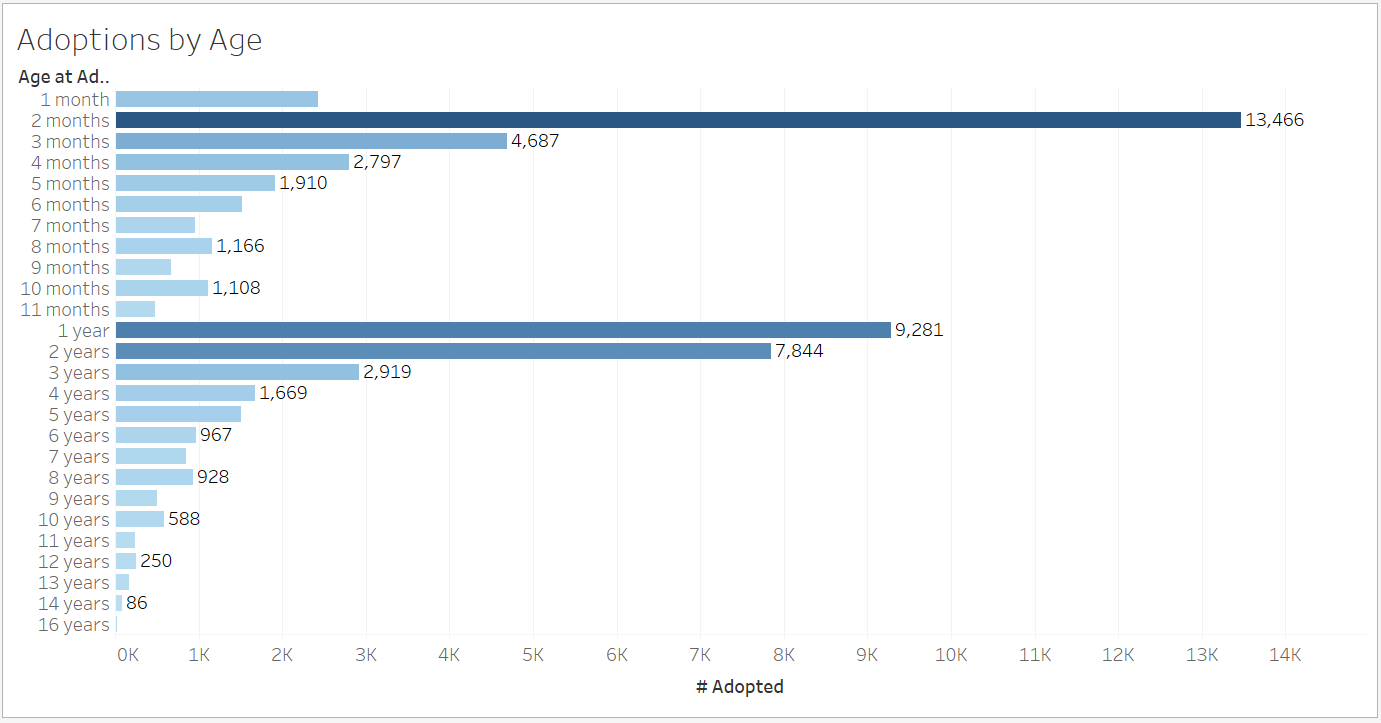 Adoptions by Age
Age at Ad..
1 month
2 months 13,466
3 months 4,687
4 months 2,797
5 months 1,910
6 months
7 months
8 months 1,166
9 months
10 months 1,108
11 months
1 year 9,281
2 years 7,844
3 years 2,919
4 years 1,669
5 years
6 years 967
7 years
8 years 928
9 years
10 years 588
11 years
12 years 250
13 years
14 years 86
16 years
0K 1K 2K 3K 4K 5K 6K 7K 8K 9K 10K 11K 12K 13K 14K
# Adopted